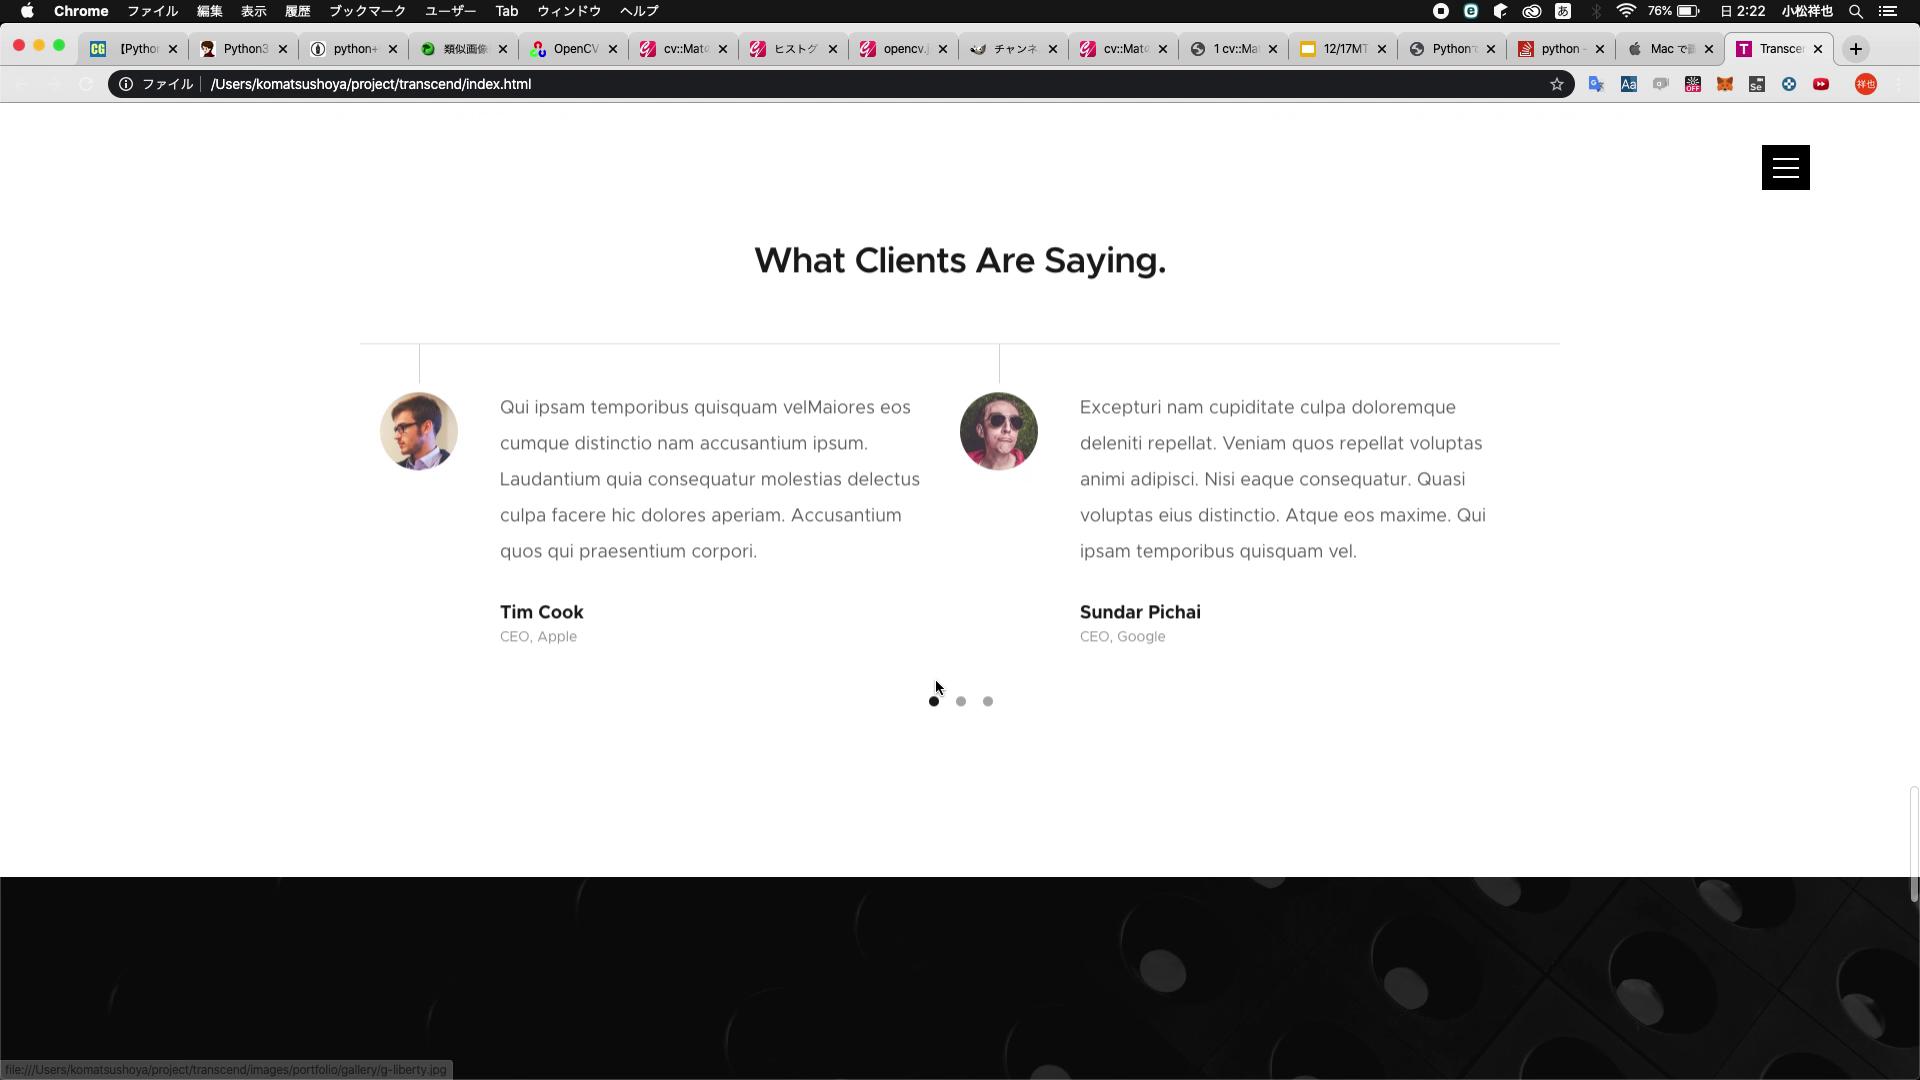 Chrome ファイル 編集 表示 履歴 ブックマーク ユーザー Tab ウィンドウ ヘルプ 76% 日 2:22 小松祥也
【Pytho Python3 python+ 類似画像 OpenCV cv::Mat ヒストグ opencv.j チャンネ cv::Mat 1 cv::Ma 12/17MT Python python - Mac で Transce
ファイル /Users/komatsushoya/project/transcend/index.html
What Clients Are Saying.
Qui ipsam temporibus quisquam velMaiores eos
cumque distinctio nam accusantium ipsum.
Laudantium quia consequatur molestias delectus
culpa facere hic dolores aperiam. Accusantium
quos qui praesentium corpori.
Tim Cook
CEO, Apple
Excepturi nam cupiditate culpa doloremque
deleniti repellat. Veniam quos repellat voluptas
animi adipisci. Nisi eaque consequatur. Quasi
voluptas eius distinctio. Atque eos maxime. Qui
ipsam temporibus quisquam vel.
Sundar Pichai
CEO, Google
file:///Users/komatsushoya/project/transcend/images/portfolio/gallery/g-liberty.jpg